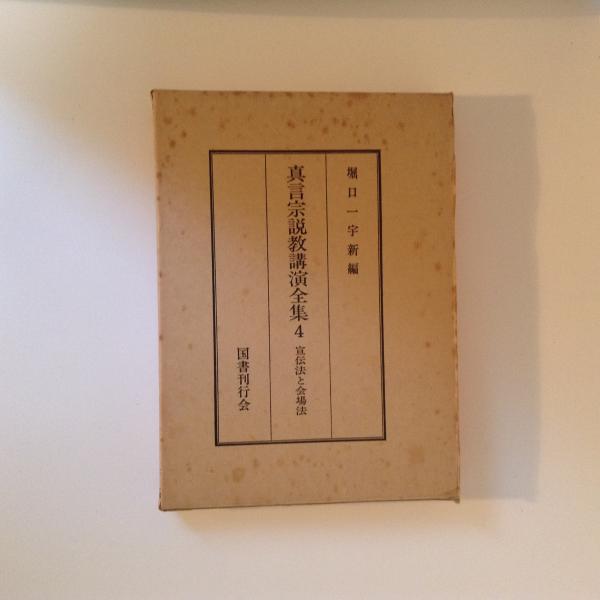 堀口一宇新編
真言宗説教講演全集4 宣伝法と会場法
国書刊行会